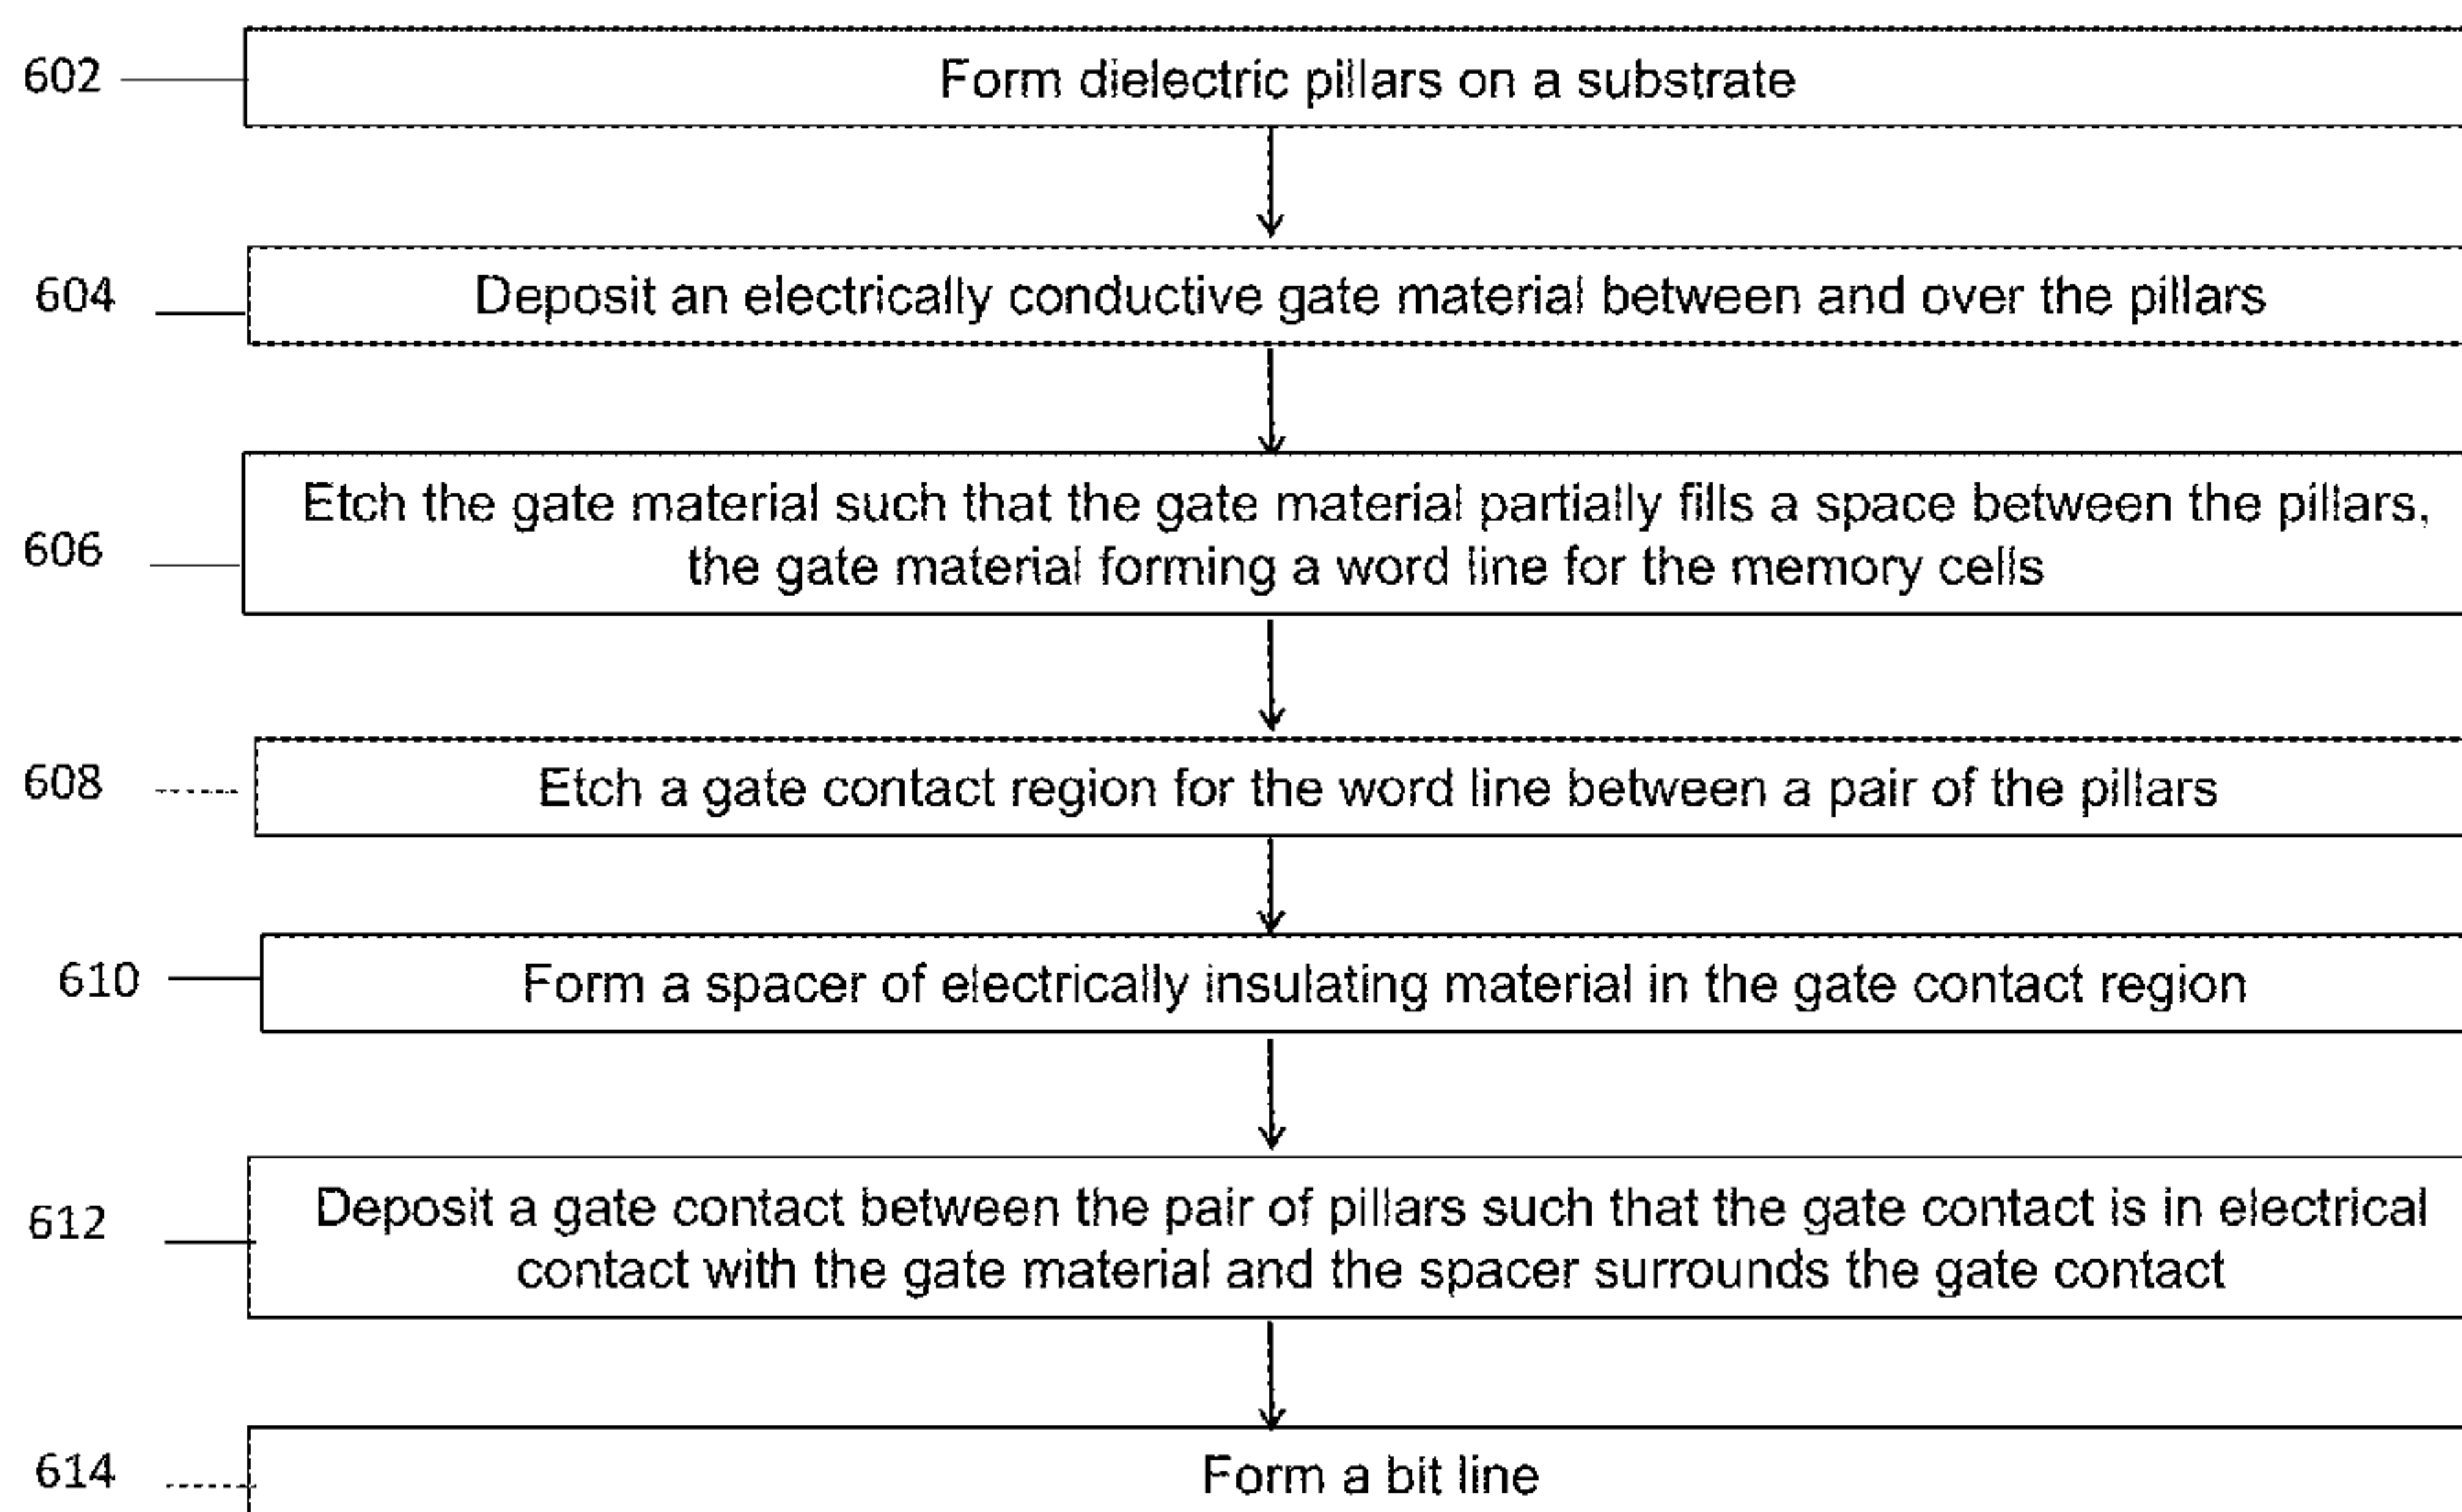 602
Form dielectric pillars on a substrate
604
Deposit an electrically conductive gate material between and over the pillars
606
Etch the gate material such that the gate material partially fills a space between the pillars,
the gate material forming a word line for the memory cells
608
Etch a gate contact region for the word line between a pair of the pillars
610
Form a spacer of electrically insulating material in the gate contact region
612
Deposit a gate contact between the pair of pillars such that the gate contact is in electrical
contact with the gate material and the spacer surrounds the gate contact
614
Form a bit line